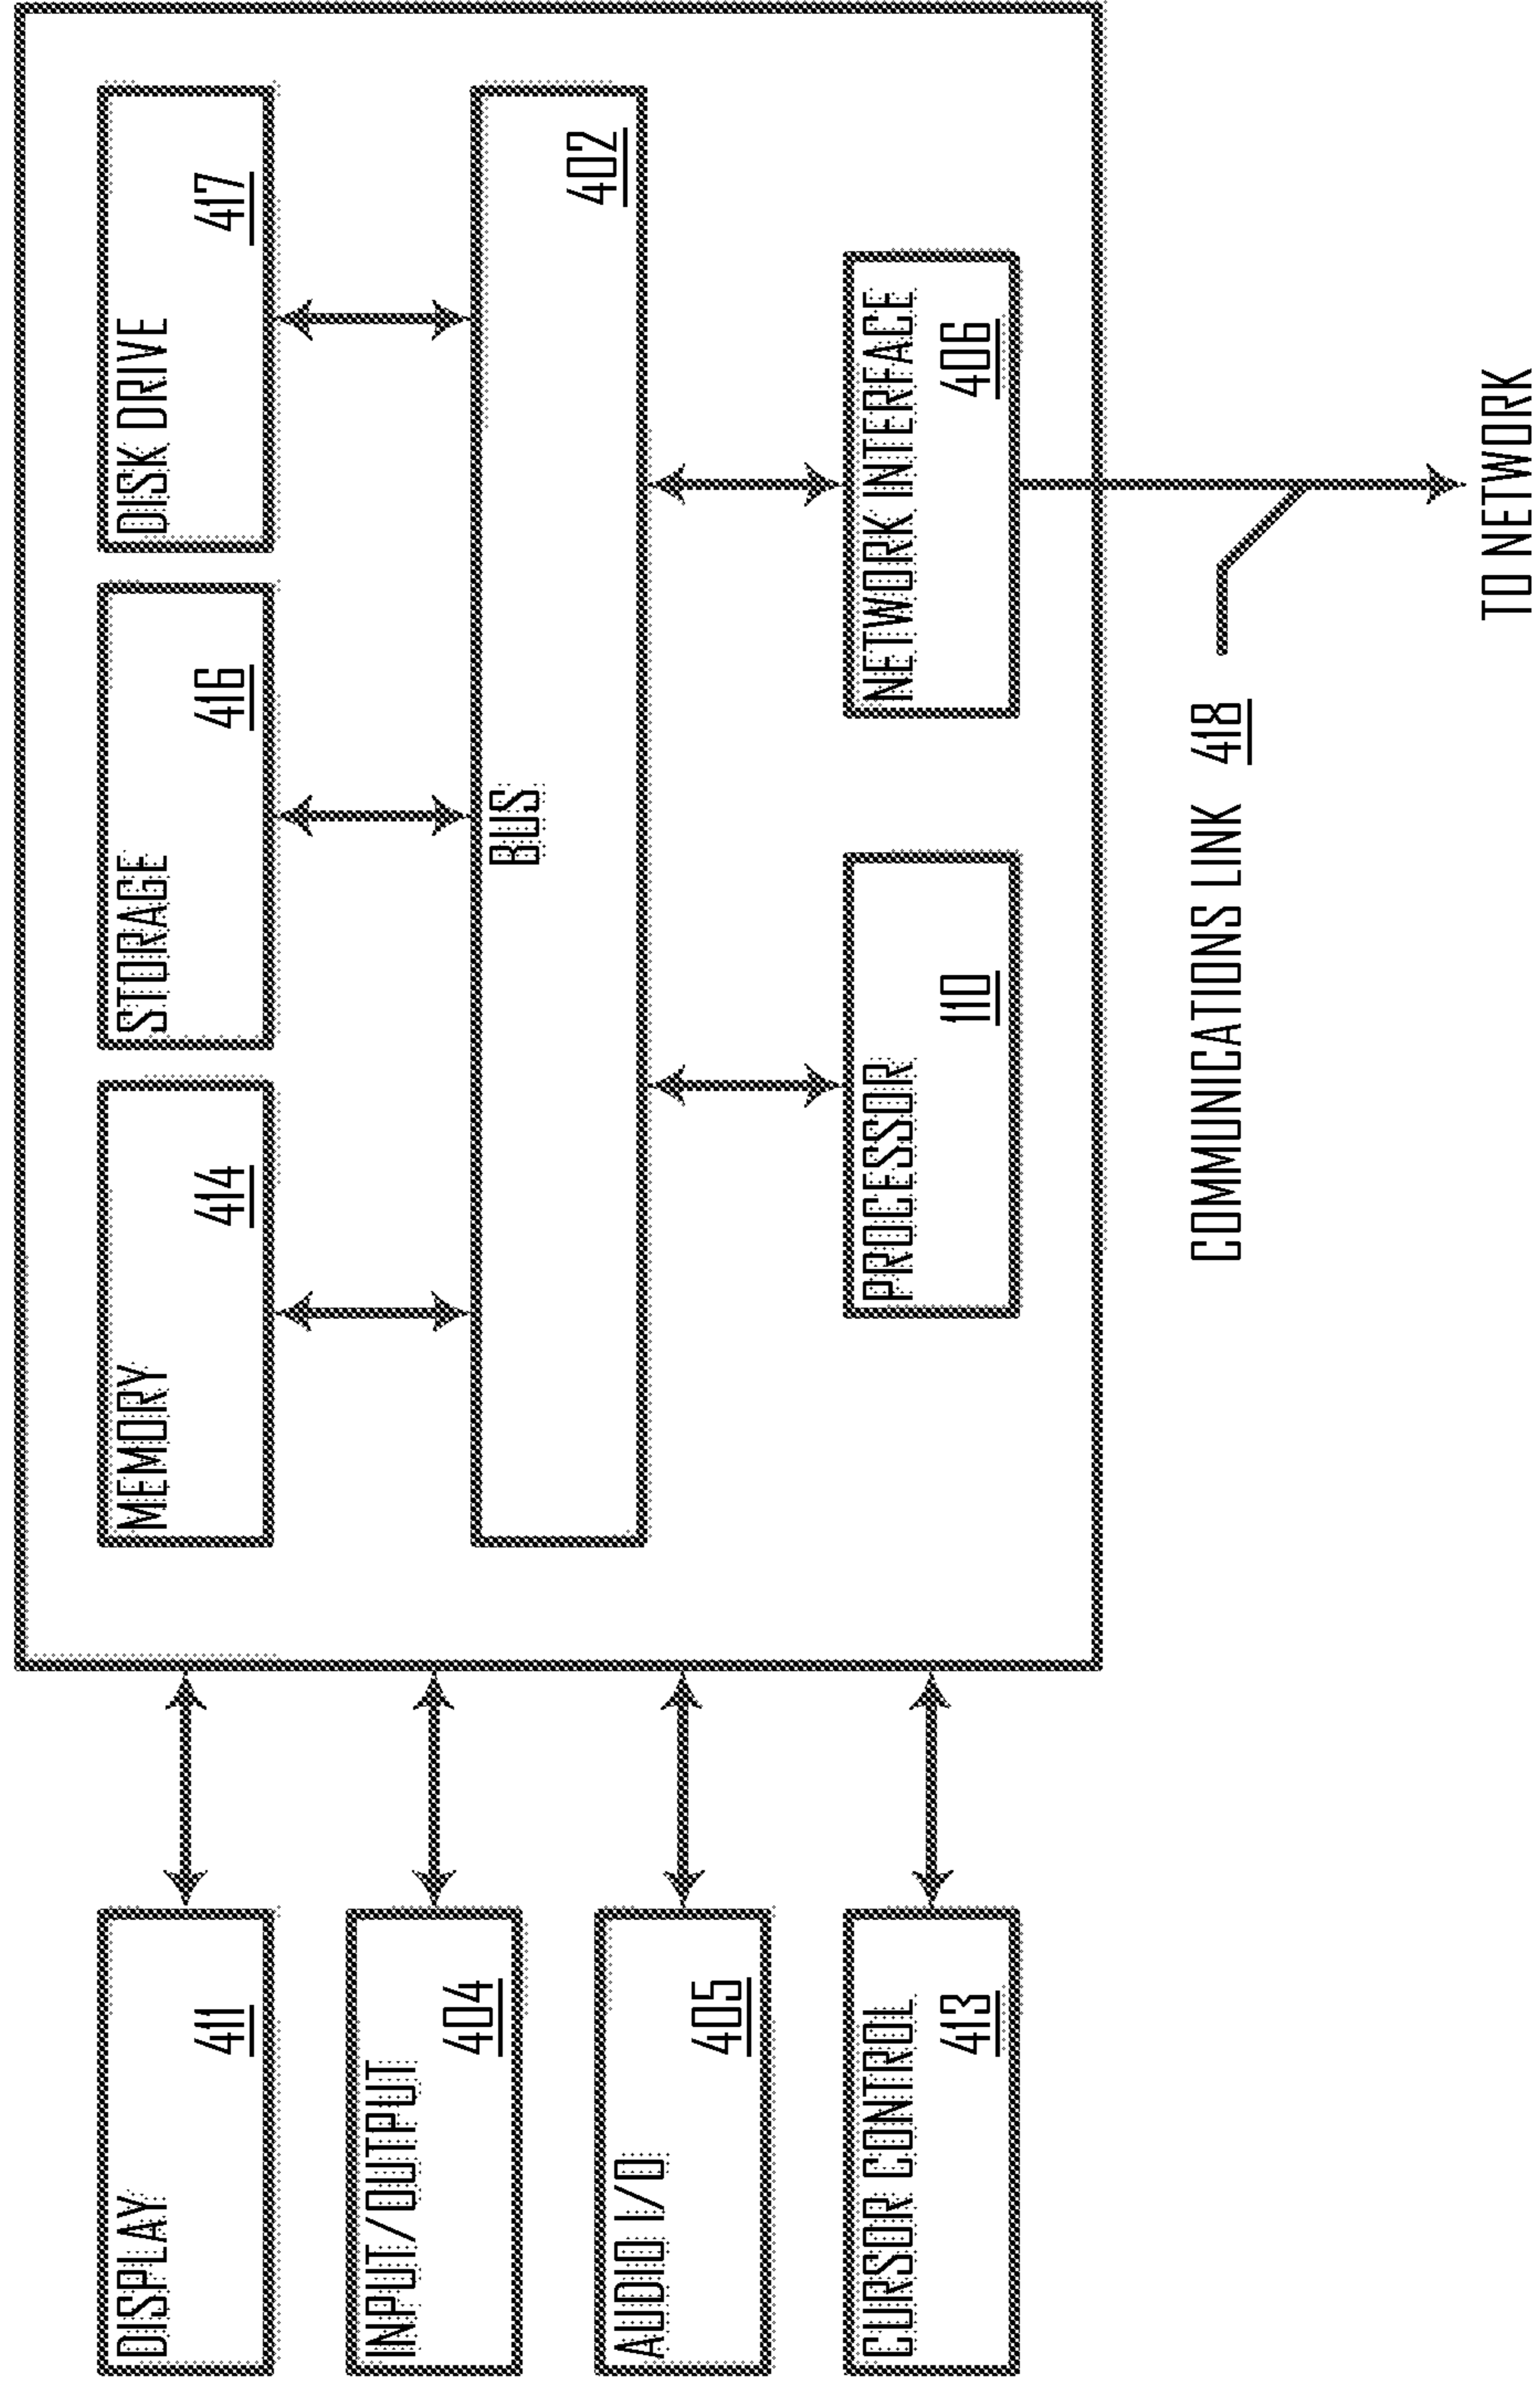 DISPLAY
411
INPUT/OUTPUT
404
AUDIO I/O
405
CURSOR CONTROL
413
MEMORY
414
STORAGE
416
DISK DRIVE
417
BUS
402
PROCESSOR
110
NETWORK INTERFACE
406
COMMUNICATIONS LINK 418
TO NETWORK